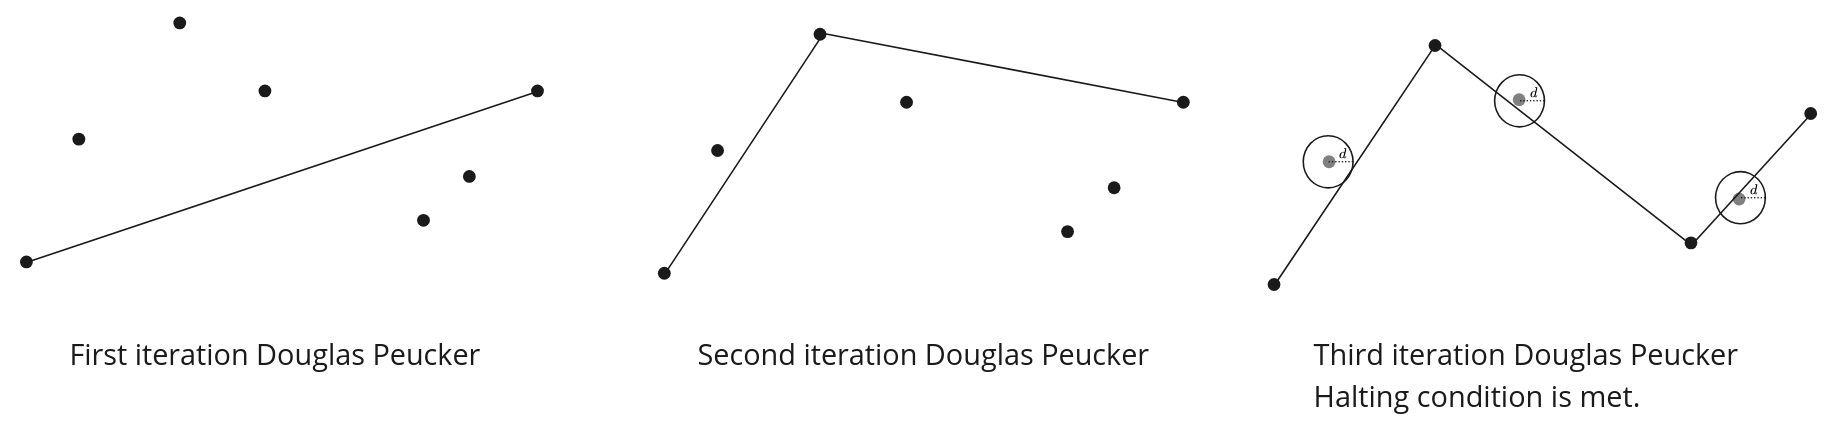 d
d
d
First iteration Douglas Peucker
Second iteration Douglas Peucker
Third iteration Douglas Peucker
Halting condition is met.